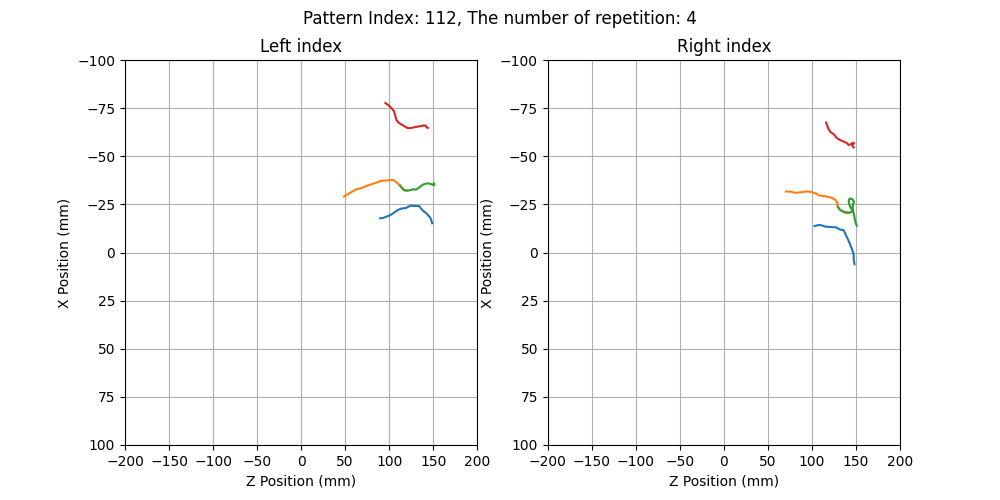 Pattern Index: 112, The number of repetition: 4
Left index
Right index
−100
−75
−50
−25
0
25
50
75
100
X Position (mm)
−200 −150 −100 −50 0 50 100 150 200
Z Position (mm)
−100
−75
−50
−25
0
25
50
75
100
X Position (mm)
−200 −150 −100 −50 0 50 100 150 200
Z Position (mm)